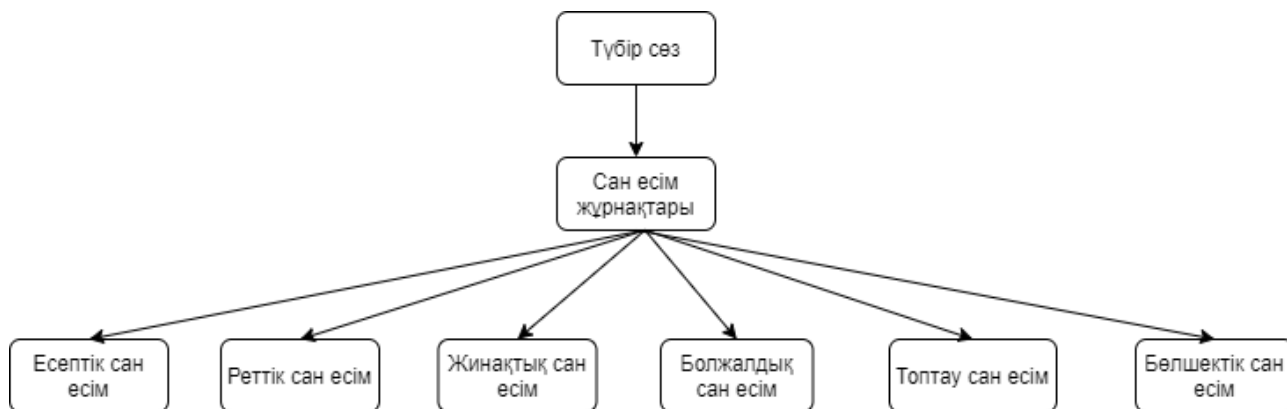 Түбір сөз
Сан есім
жұрнақтары
Есептік сан
есім
Реттік сан есім
Жинақтық сан
есім
Болжалдық
сан есім
Топтау сан есім
Бөлшектік сан
есім